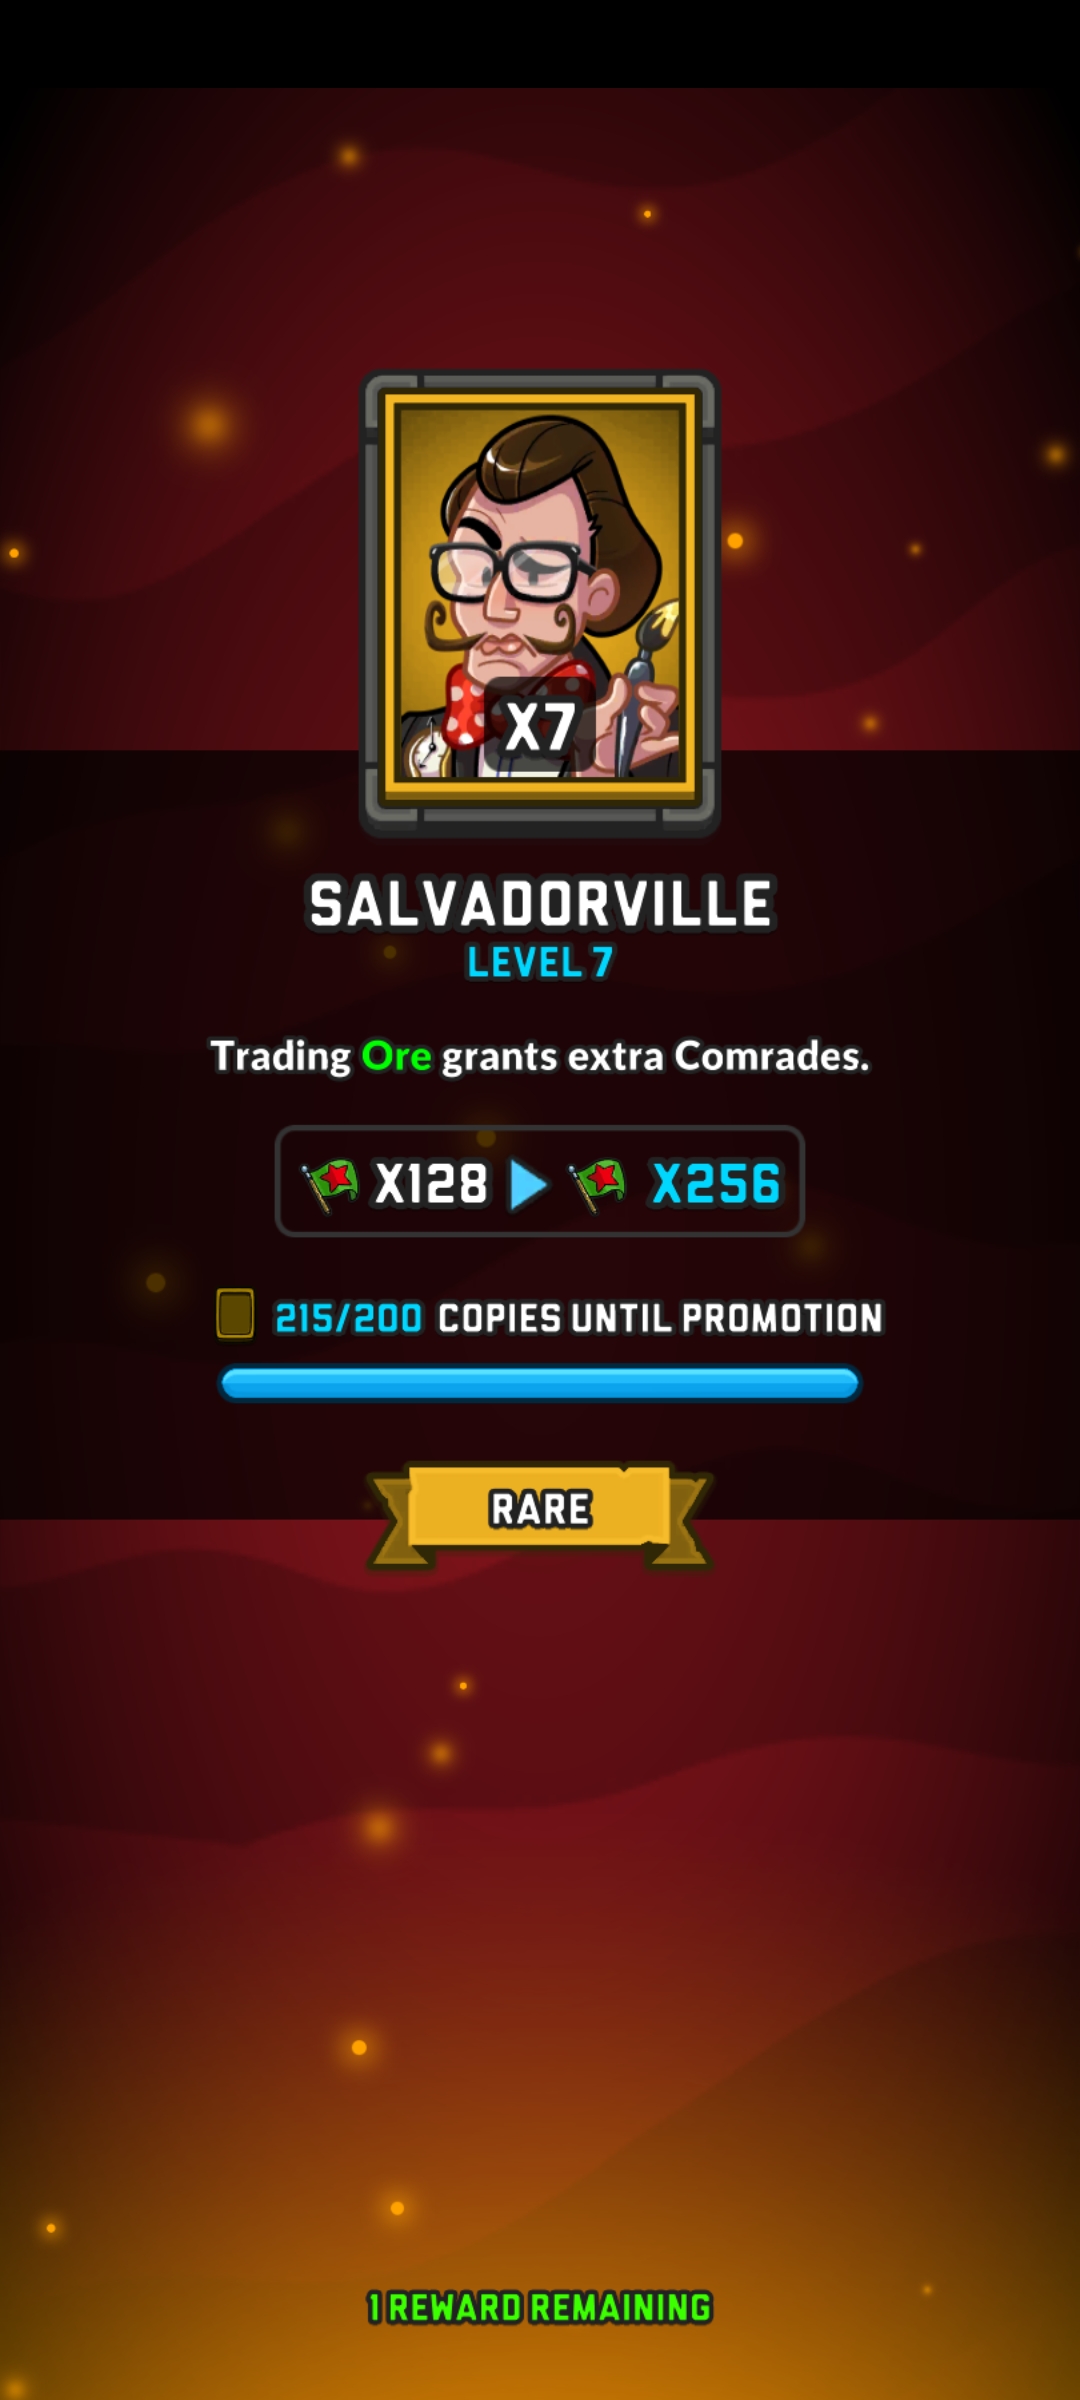 X7
SALVADORVILLE
LEVEL 7
Trading Ore grants extra Comrades.
X128 X256
215/200 COPIES UNTIL PROMOTION
RARE
1 REWARD REMAINING